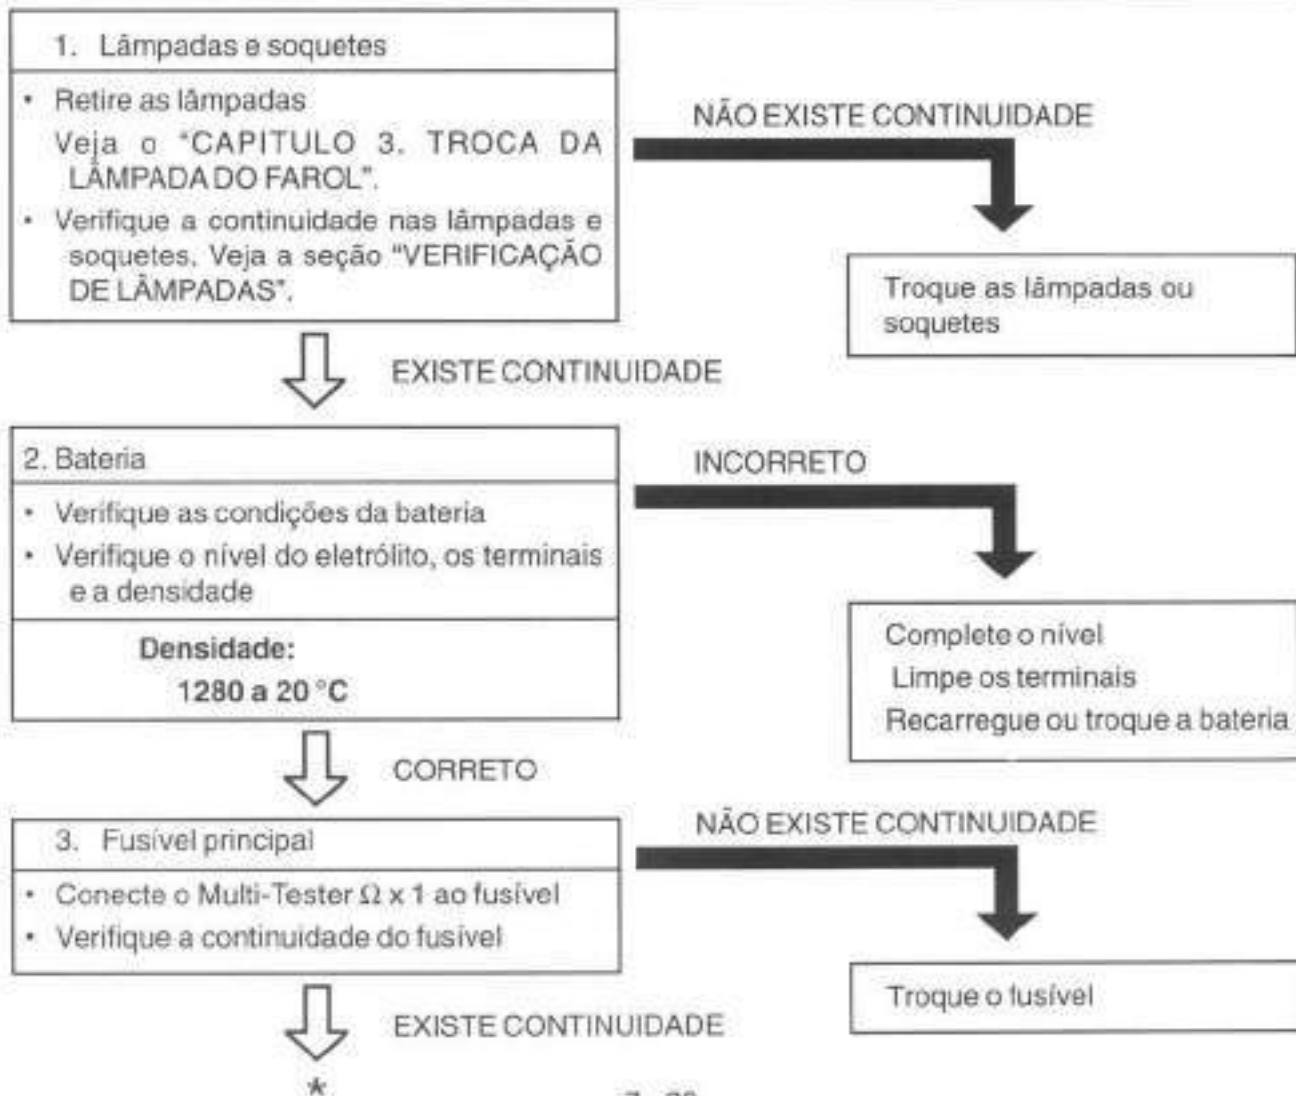 1. Lâmpadas e soquetes
• Retire as lâmpadas
Veja o "CAPITULO 3. TROCA DA
LÂMPADA DO FAROL".
• Verifique a continuidade nas lâmpadas e
soquetes. Veja a seção "VERIFICAÇÃO
DE LÂMPADAS".
NÃO EXISTE CONTINUIDADE
Troque as lâmpadas ou
soquetes
EXISTE CONTINUIDADE
2. Bateria
• Verifique as condições da bateria
• Verifique o nível do eletrólito, os terminais
e a densidade
Densidade:
1280 a 20 °C
INCORRETO
Complete o nível
Limpe os terminais
Recarregue ou troque a bateria
CORRETO
3. Fusível principal
• Conecte o Multi-Tester Ω x 1 ao fusível
• Verifique a continuidade do fusível
NÃO EXISTE CONTINUIDADE
Troque o fusível
EXISTE CONTINUIDADE
*